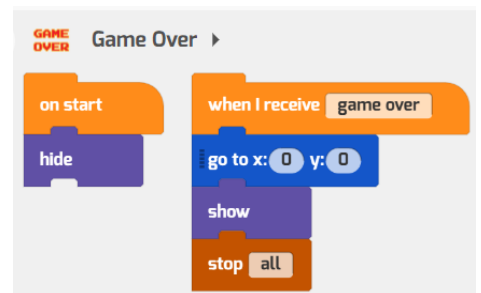 GAME
OVER
Game Over
on start
hide
when I receive game over
go to x: 0 y: 0
show
stop all